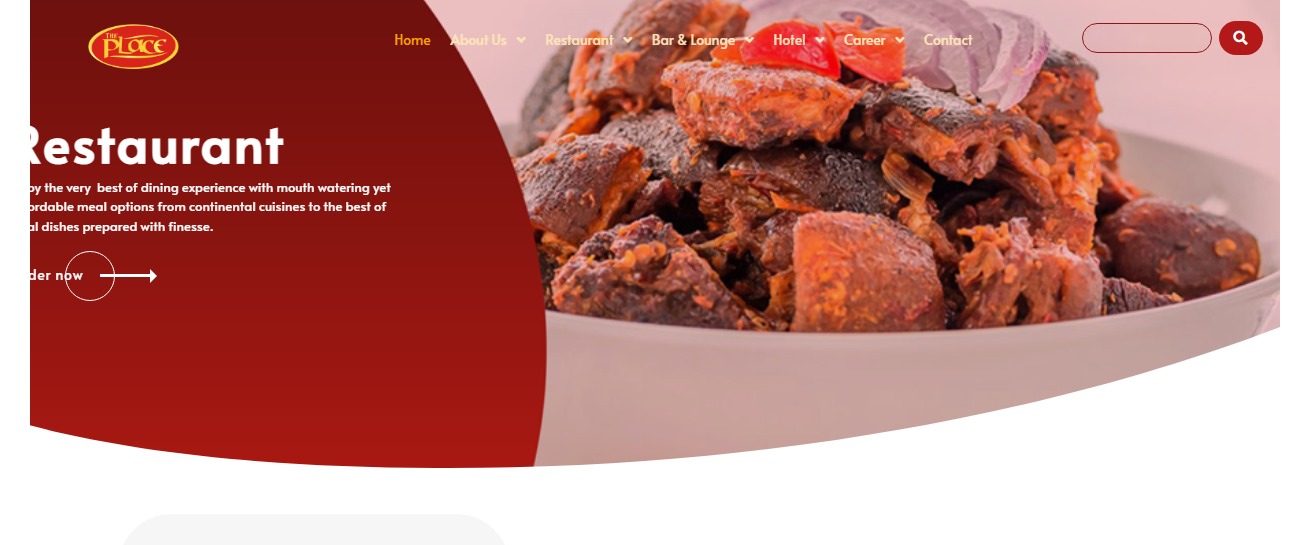 THE
PLACE
Home
About Us
Restaurant
Bar & Lounge
Hotel
Career
Contact
Restaurant
by the very best of dining experience with mouth watering yet
ordable meal options from continental cuisines to the best of
al dishes prepared with finesse.
der now